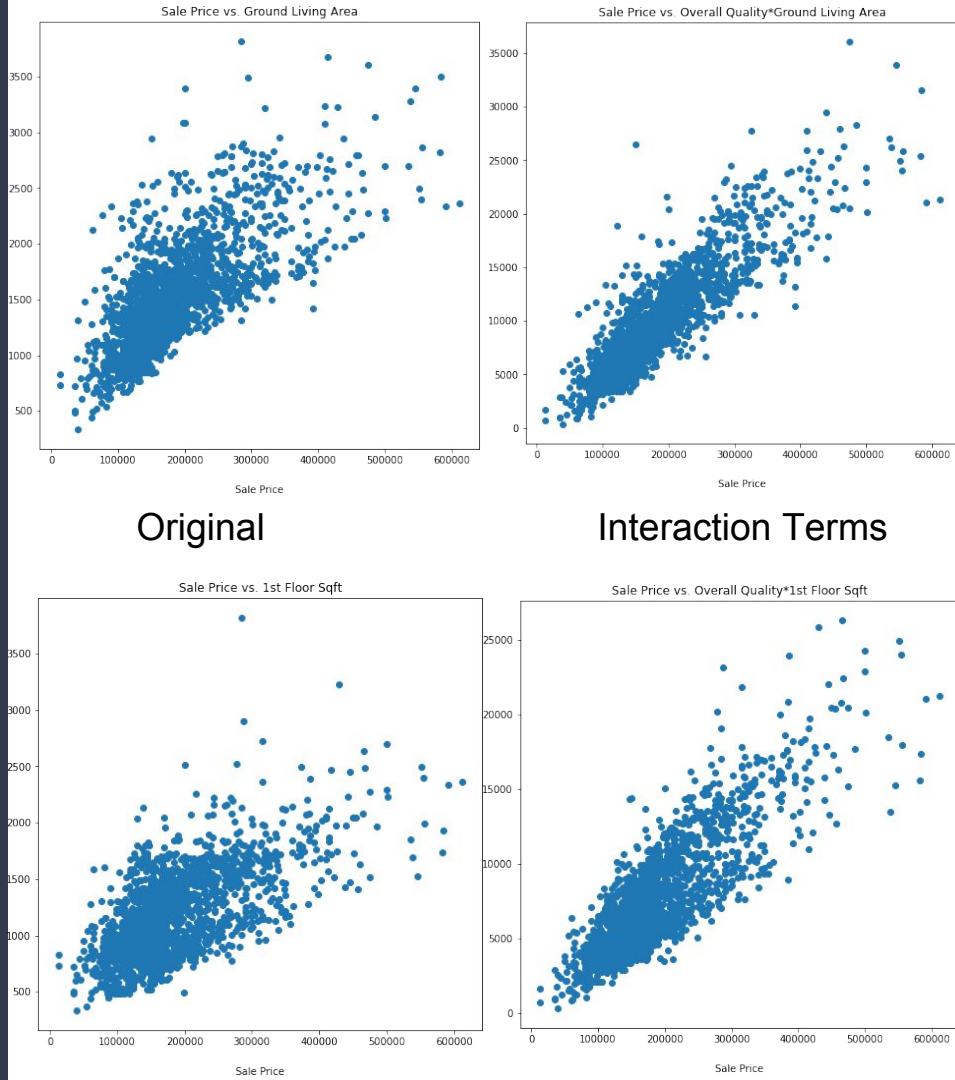 Sale Price vs. Ground Living Area
3500
3000
2500
2000
1500
1000
500
0 100000 200000 300000 400000 500000 600000
Sale Price
Sale Price vs. Overall Quality*Ground Living Area
35000
30000
25000
20000
15000
10000
5000
0
0 100000 200000 300000 400000 500000 600000
Sale Price
Original
Interaction Terms
Sale Price vs. 1st Floor Sqft
3500
3000
2500
2000
1500
1000
500
0 100000 200000 300000 400000 500000 600000
Sale Price
Sale Price vs. Overall Quality*1st Floor Sqft
25000
20000
15000
10000
5000
0
0 100000 200000 300000 400000 500000 600000
Sale Price